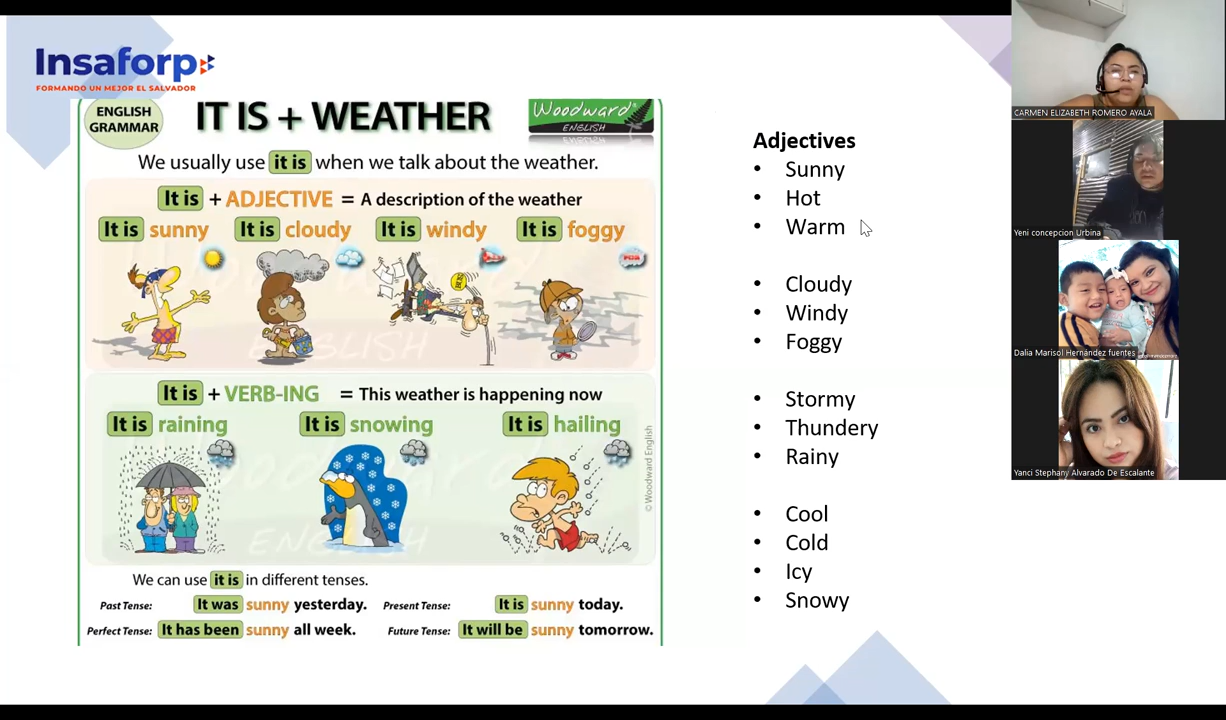 Insaforp
FORMANDO UN MEJOR EL SALVADOR
ENGLISH
GRAMMAR
IT IS + WEATHER
Woodward®
ENGLISH
We usually use it is when we talk about the weather.
It is + ADJECTIVE = A description of the weather
It is sunny
It is cloudy
It is windy
It is foggy
FOG
It is + VERB-ING = This weather is happening now
It is raining
It is snowing
It is hailing
© Woodward English
ENGLISH
We can use it is in different tenses.
Past Tense: It was sunny yesterday.
Present Tense: It is sunny today.
Perfect Tense: It has been sunny all week.
Future Tense: It will be sunny tomorrow.
Adjectives
• Sunny
• Hot
• Warm
• Cloudy
• Windy
• Foggy
• Stormy
• Thundery
• Rainy
• Cool
• Cold
• Icy
• Snowy
CARMEN ELIZABETH ROMERO AYALA
Yeni concepcion Urbina
Dalia Marisol Hernández fuentes
Yanci Stephany Alvarado De Escalante